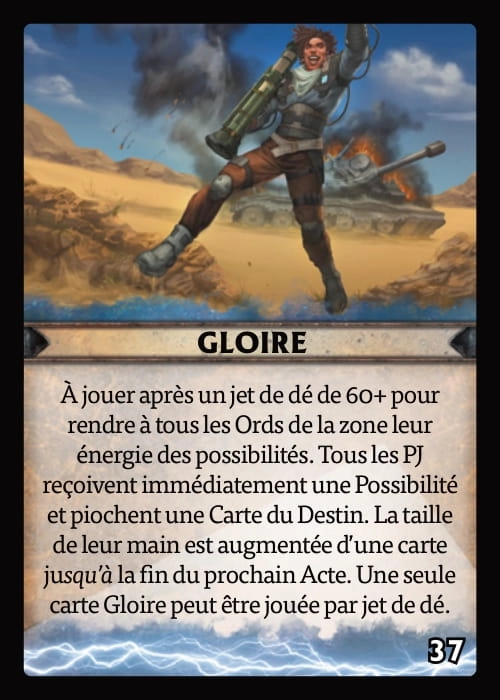 GLOIRE
À jouer après un jet de dé de 60+ pour
rendre à tous les Ords de la zone leur
énergie des possibilités. Tous les PJ
reçoivent immédiatement une Possibilité
et piochent une Carte du Destin. La taille
de leur main est augmentée d'une carte
jusqu'à la fin du prochain Acte. Une seule
carte Gloire peut être jouée par jet de dé.
37